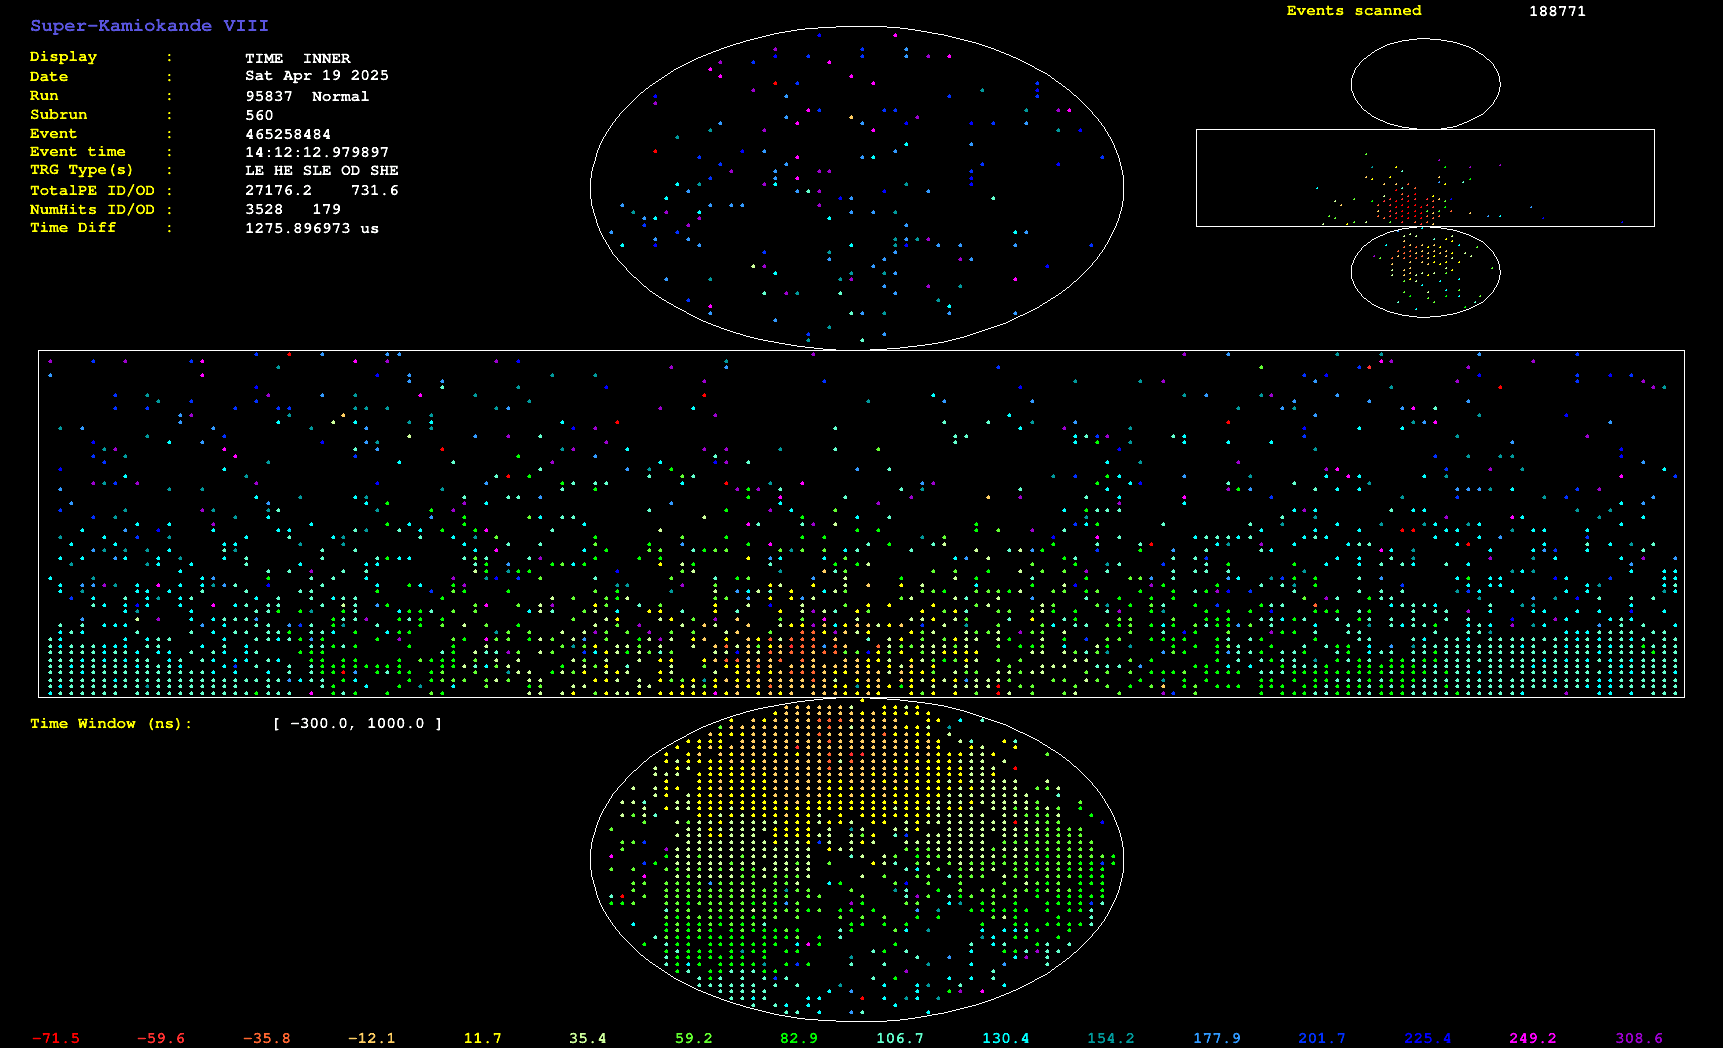 Super-Kamiokande VIII
Events scanned 188771
Display : TIME INNER
Date : Sat Apr 19 2025
Run : 95837 Normal
Subrun : 560
Event : 465258484
Event time : 14:12:12.979897
TRG Type(s) : LE HE SLE OD SHE
TotalPE ID/OD : 27176.2 731.6
NumHits ID/OD : 3528 179
Time Diff : 1275.896973 us
Time Window (ns): [ -300.0, 1000.0 ]
-71.5 -59.6 -35.8 -12.1 11.7 35.4 59.2 82.9 106.7 130.4 154.2 177.9 201.7 225.4 249.2 308.6